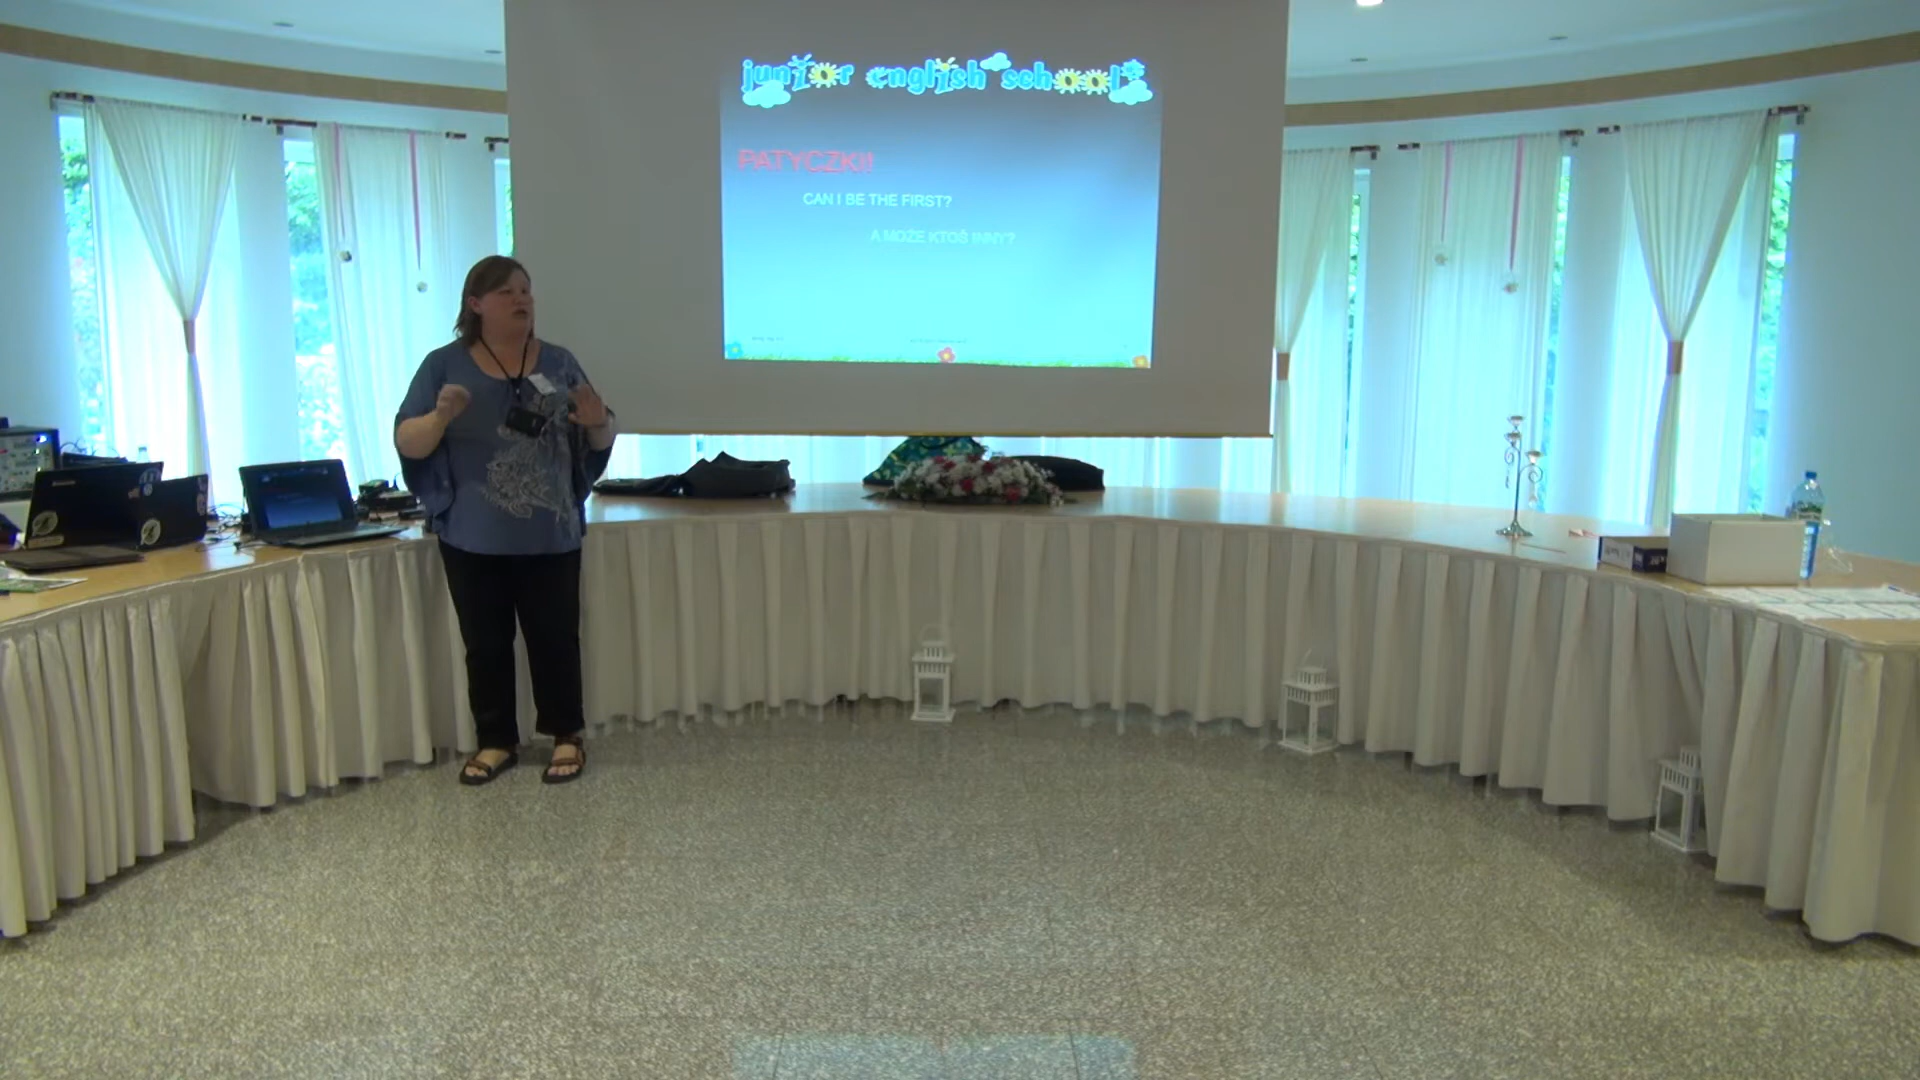 junior english school
PATYCZKI!
CAN I BE THE FIRST?
A MOŻE KTOŚ INNY?